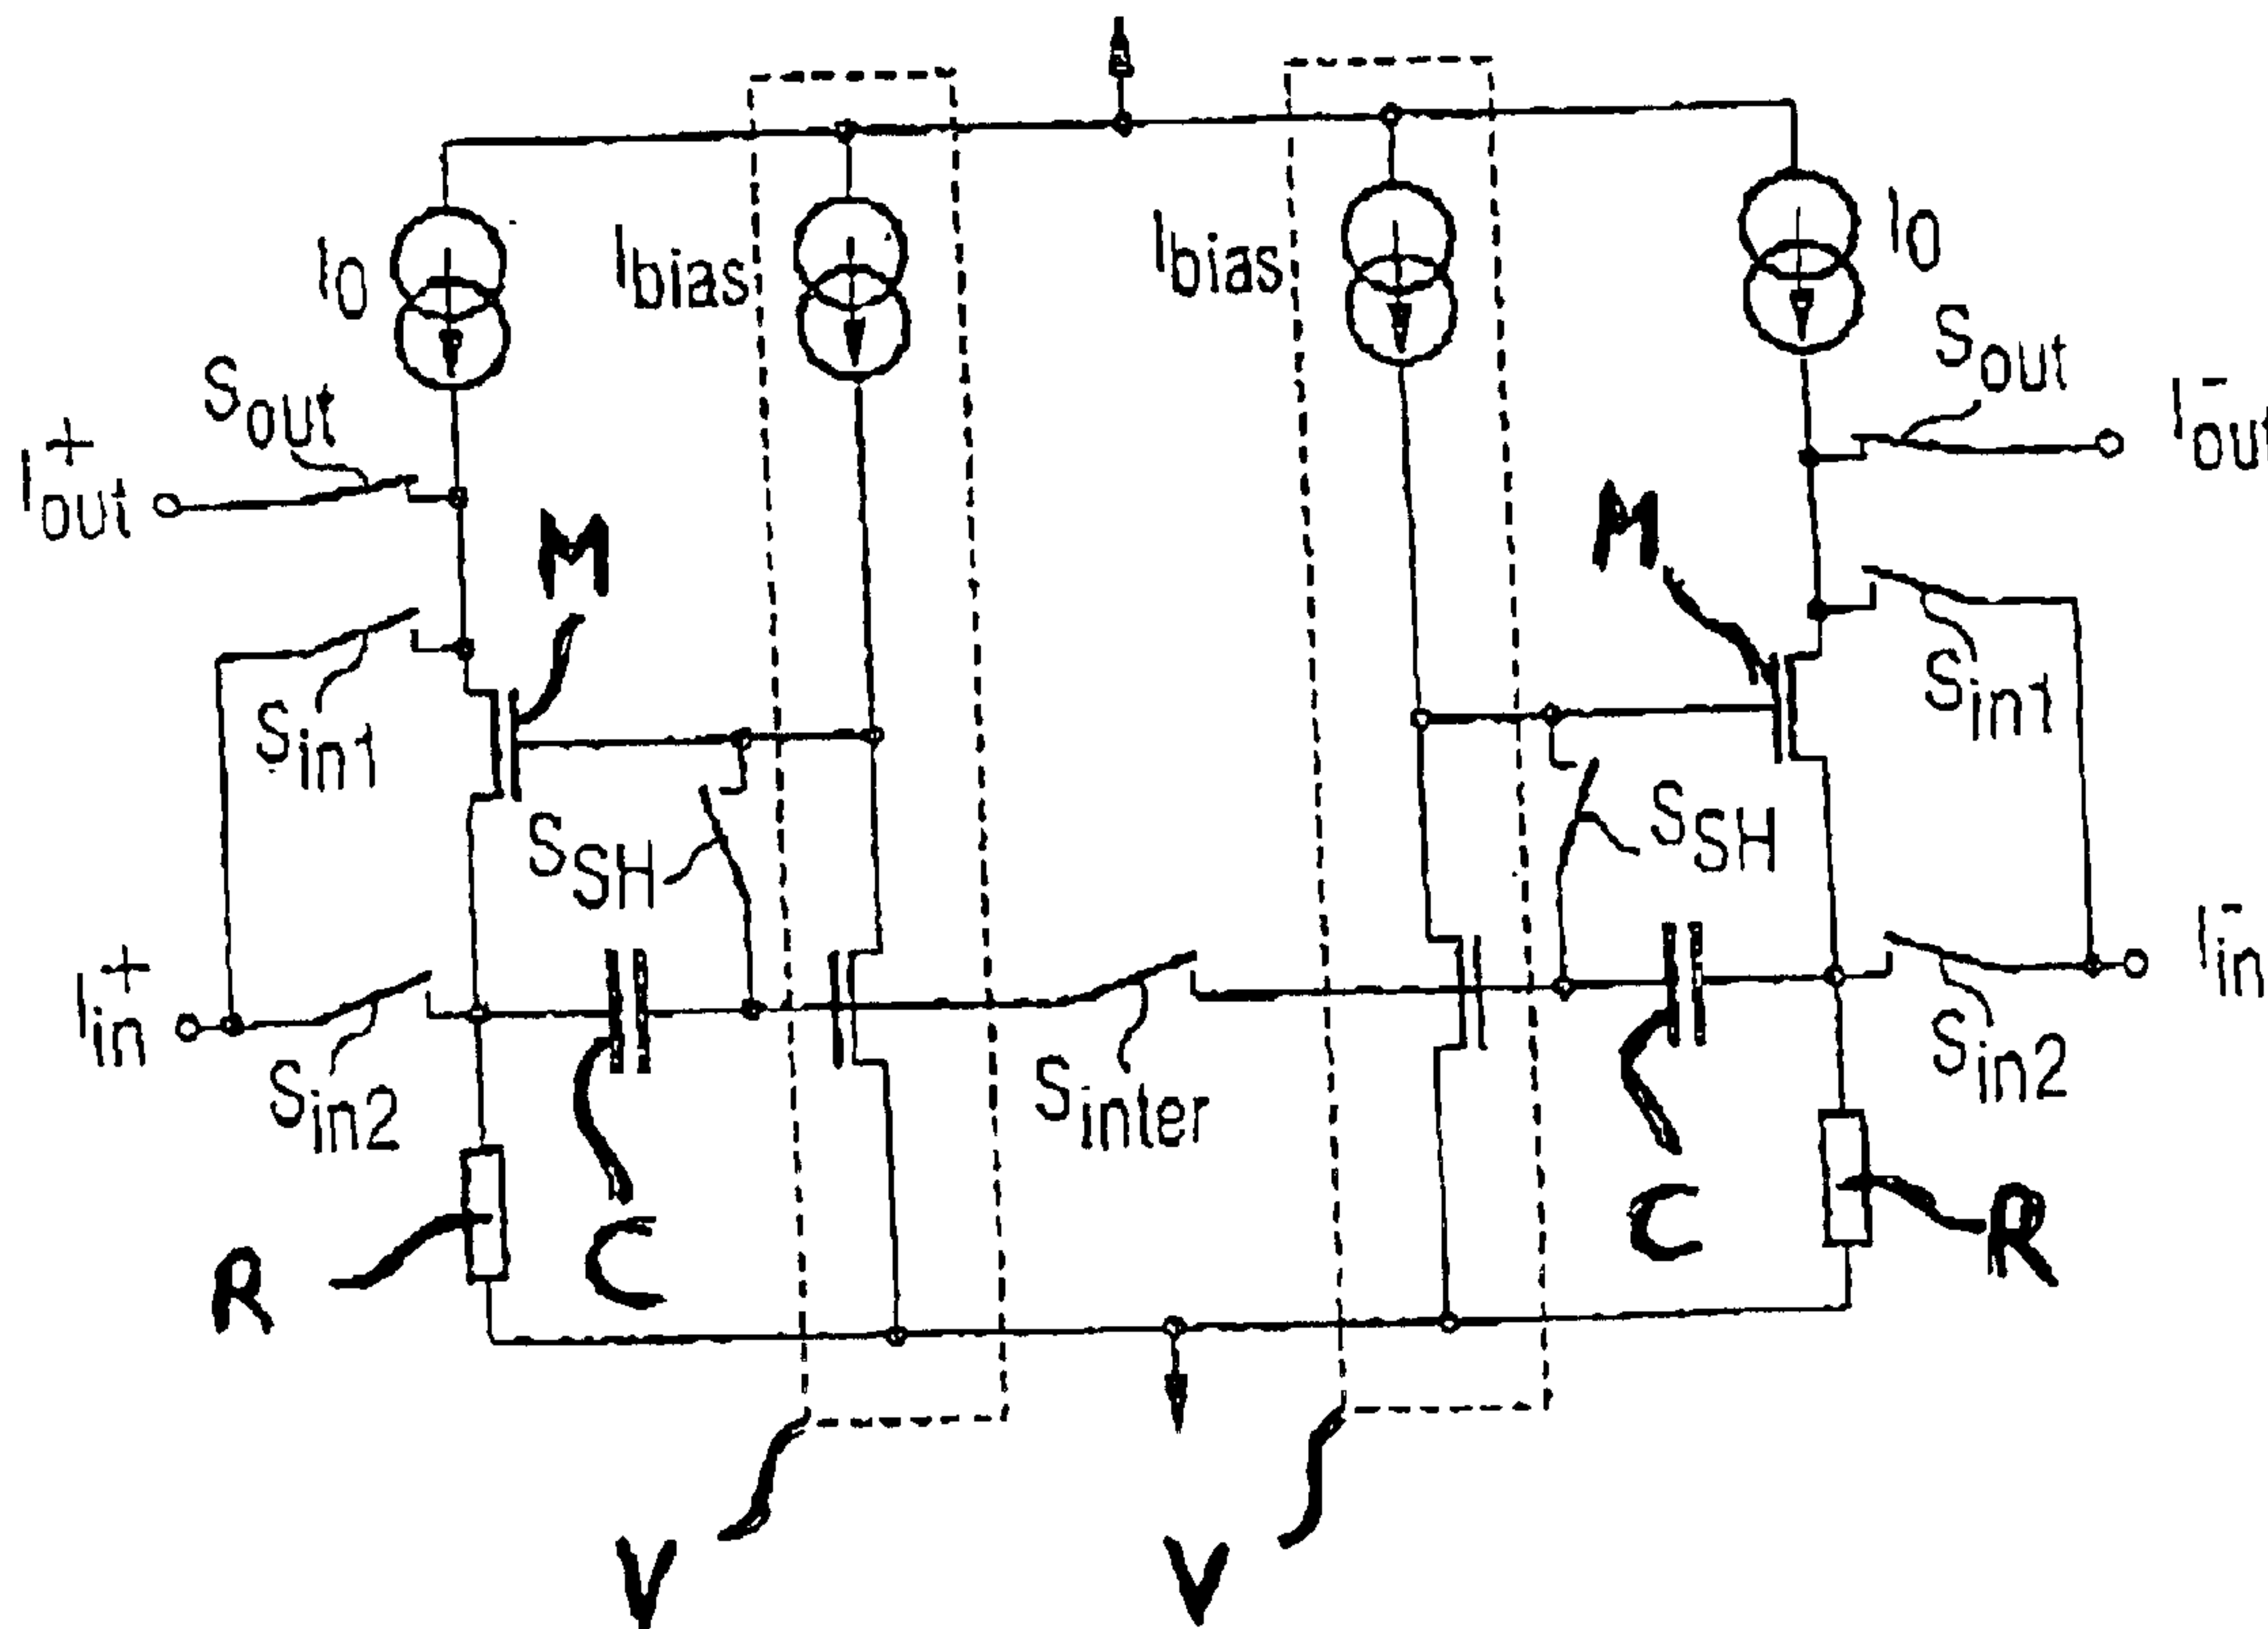 I0
Ibias
Ibias
I0
Sout
Sout
I+out
I-out
M
M
Sin1
Sin1
SSH
SSH
I+in
I-in
Sin2
Sinter
Sin2
R
C
C
R
V
V